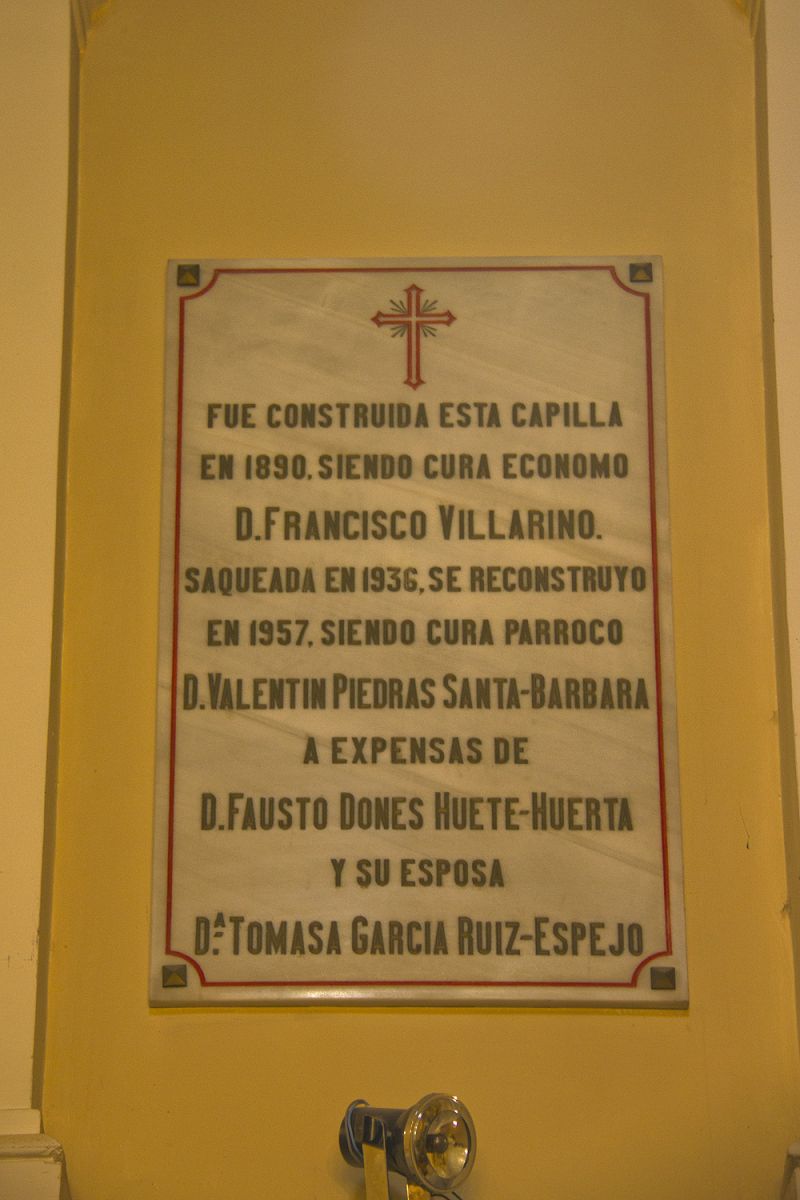 FUE CONSTRUIDA ESTA CAPILLA
EN 1890, SIENDO CURA ECONOMO
D. FRANCISCO VILLARINO.
SAQUEADA EN 1936, SE RECONSTRUYO
EN 1957, SIENDO CURA PARROCO
D. VALENTIN PIEDRAS SANTA-BARBARA
A EXPENSAS DE
D. FAUSTO DONES HUETE-HUERTA
Y SU ESPOSA
D.ª TOMASA GARCIA RUIZ-ESPEJO